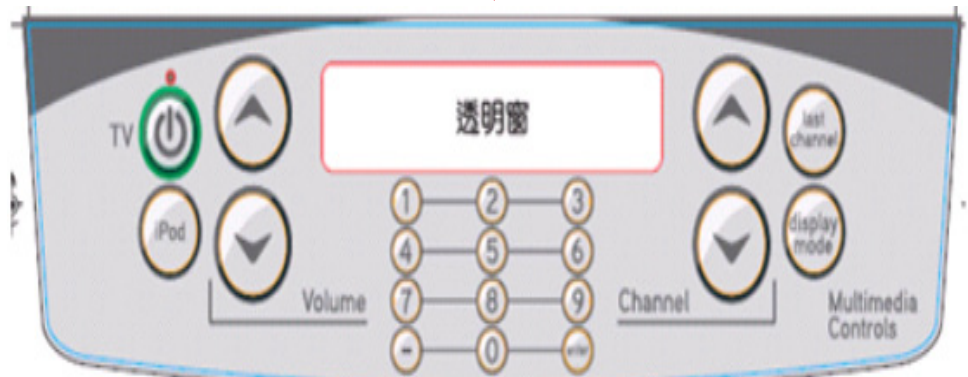 透明窗
TV
last
channel
iPod
1 2 3
display
mode
4 5 6
7 8 9
Volume
Channel
Multimedia
Controls
- 0 enter